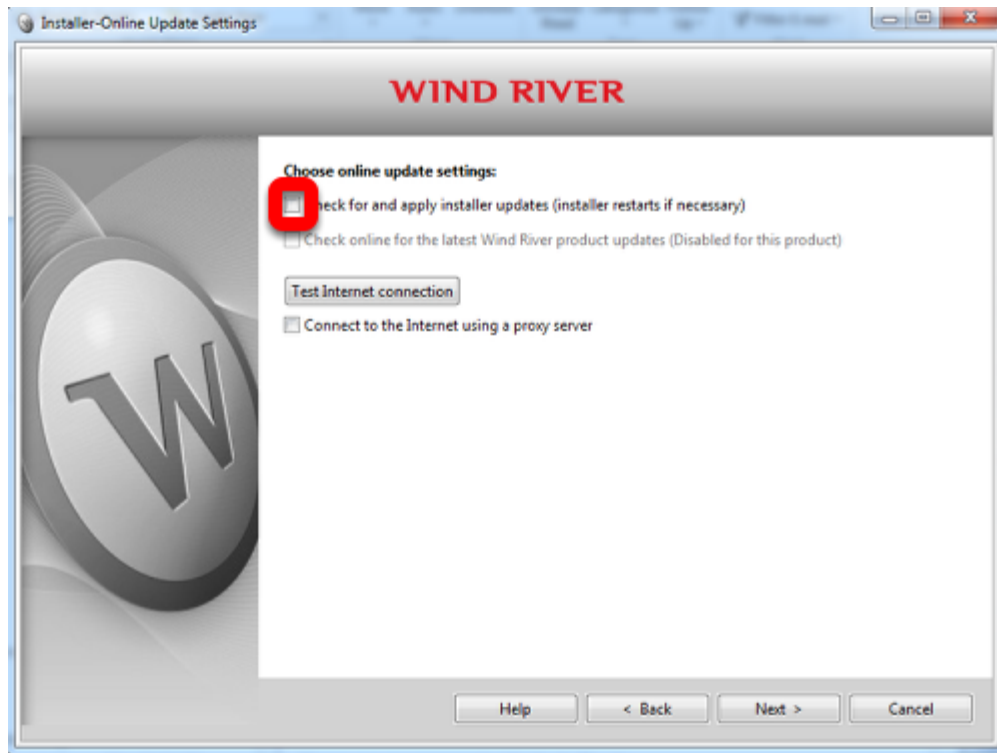 Installer-Online Update Settings
WIND RIVER
Choose online update settings:
heck for and apply installer updates (installer restarts if necessary)
Check online for the latest Wind River product updates (Disabled for this product)
Test Internet connection
Connect to the Internet using a proxy server
W
Help < Back Next > Cancel